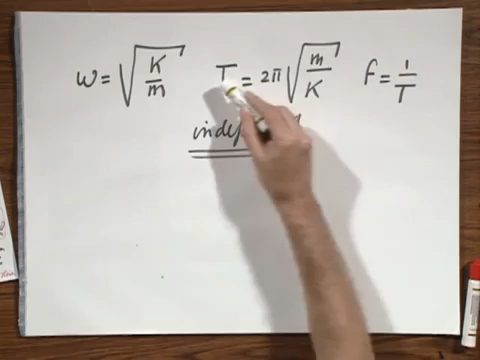 ω = √(K/m) T = 2π √(m/K) F = 1/T